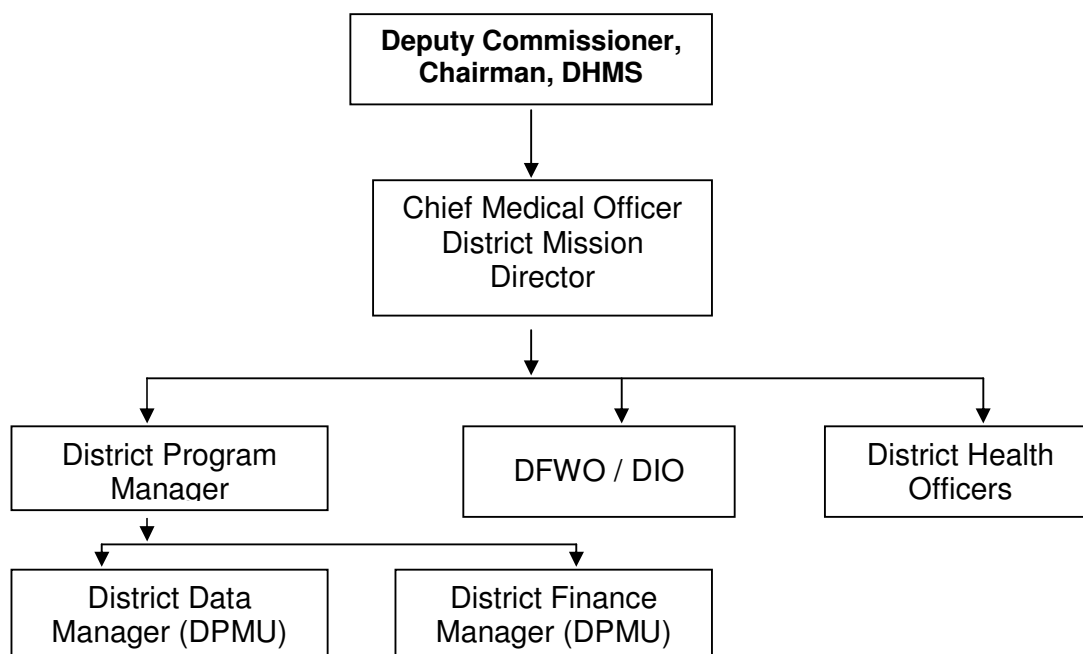 Deputy Commissioner,
Chairman, DHMS
Chief Medical Officer
District Mission
Director
District Program
Manager
DFWO / DIO
District Health
Officers
District Data
Manager (DPMU)
District Finance
Manager (DPMU)